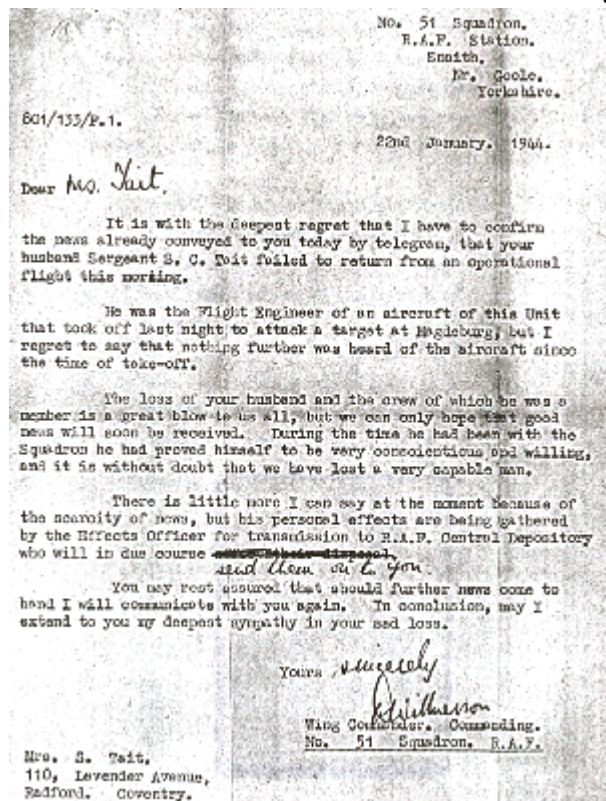 No. 51 Squadron.
R.A.F. Station.
Snaith.
Nr. Goole.
Yorkshire.
801/133/P.1.
22nd January. 1944.
Dear Mrs. Tait,
It is with the deepest regret that I have to confirm
the news already conveyed to you today by telegram, that your
husband Sergeant S. C. Tait failed to return from an operational
flight this morning.
He was the Flight Engineer of an aircraft of this Unit
that took off last night to attack a target at Magdeburg, but I
regret to say that nothing further was heard of the aircraft since
the time of take-off.
The loss of your husband and the crew of which he was a
member is a great blow to us all, but we can only hope that good
news will soon be received. During the time he had been with the
Squadron he had proved himself to be very conscientious and willing,
and it is without doubt that we have lost a very capable man.
There is little more I can say at the moment because of
the scarcity of news, but his personal effects are being gathered
by the Effects Officer for transmission to R.A.F. Central Depository
who will in due course
send them on to you.
You may rest assured that should further news come to
hand I will communicate with you again. In conclusion, may I
extend to you my deepest sympathy in your sad loss.
Yours sincerely
Wing Commander. Commanding.
No. 51 Squadron. R.A.F.
Mrs. S. Tait.
110, Lavender Avenue,
Radford. Coventry.